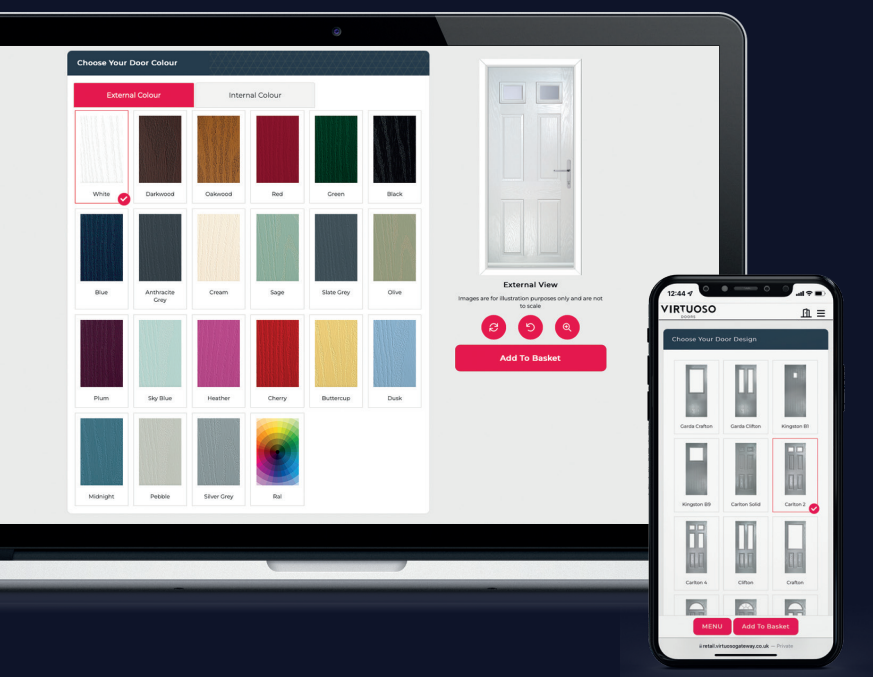 Choose Your Door Colour
External Colour
Internal Colour
White
Darkwood
Oakwood
Red
Green
Black
Blue
Anthracite
Grey
Cream
Sage
Slate Grey
Olive
Plum
Sky Blue
Heather
Cherry
Buttercup
Dusk
Midnight
Pebble
Silver Grey
Ral
External View
Images are for illustration purposes only and are not
to scale
Add To Basket
12:44
VIRTUOSO
DOORS
Choose Your Door Design
Garda Crafton
Garda Clifton
Kingston B1
Kingston B9
Carlton Solid
Carlton 2
Carlton 4
Clifton
Crafton
MENU
Add To Basket
retail.virtuosogateway.co.uk — Private